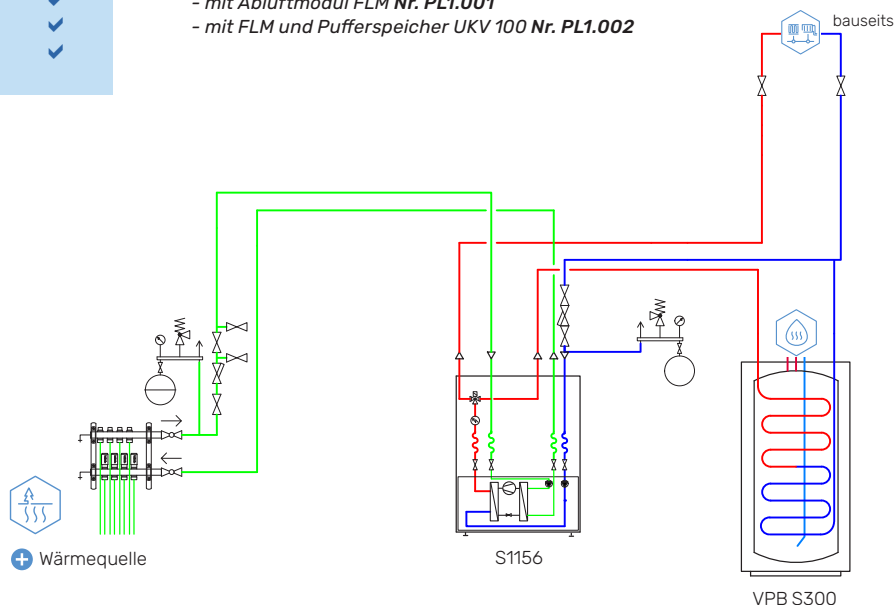 - mit Abluftmodul FLM Nr. PL1.001
- mit FLM und Pufferspeicher UKV 100 Nr. PL1.002
bauseits
Wärmequelle
S1156
VPB S300